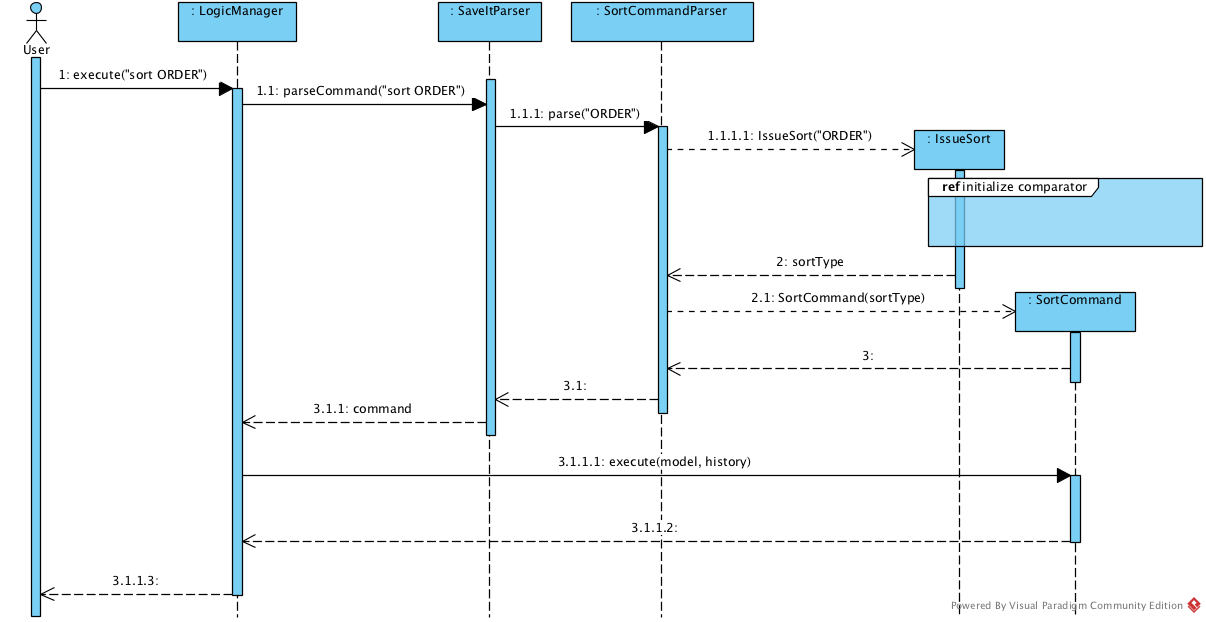 : LogicManager
: SaveItParser
: SortCommandParser
User
1: execute("sort ORDER")
1.1: parseCommand("sort ORDER")
1.1.1: parse("ORDER")
1.1.1.1: IssueSort("ORDER")
: IssueSort
ref initialize comparator
2: sortType
2.1: SortCommand(sortType)
: SortCommand
3:
3.1:
3.1.1: command
3.1.1.1: execute(model, history)
3.1.1.2:
3.1.1.3:
Powered By Visual Paradigm Community Edition